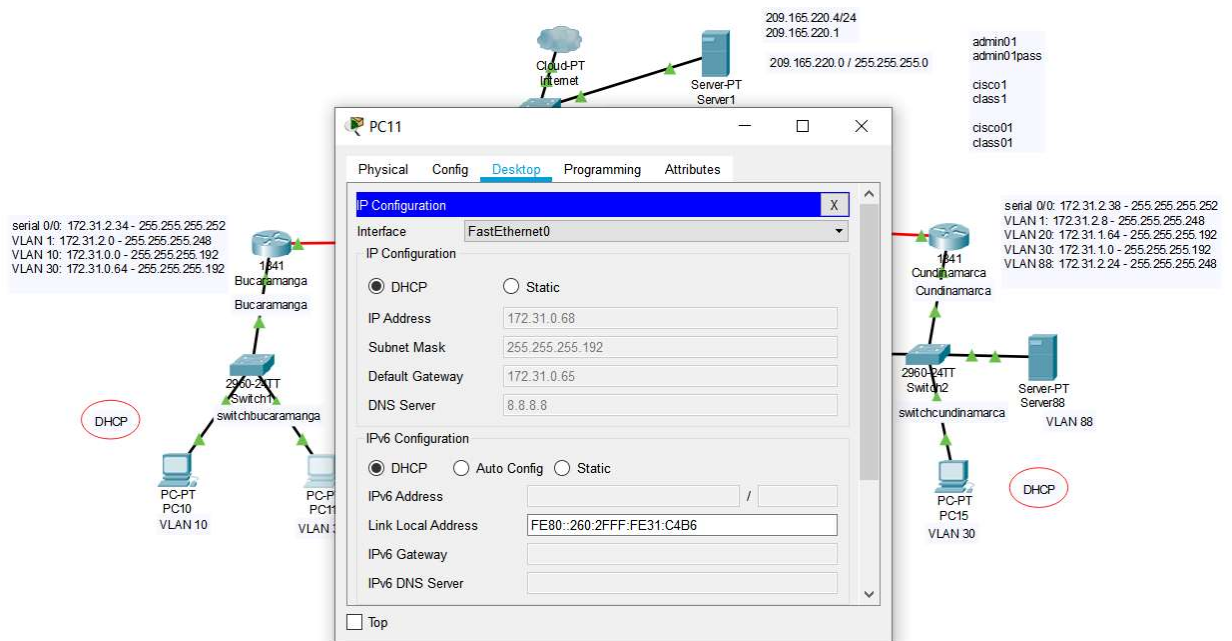 209.165.220.4/24
209.165.220.1
209.165.220.0 / 255.255.255.0
admin01
admin01pass
cisco1
class1
cisco01
class01
Cloud-PT
Internet
Server-PT
Server1
PC11
Physical Config Desktop Programming Attributes
IP Configuration X
Interface FastEthernet0
IP Configuration
DHCP Static
IP Address 172.31.0.68
Subnet Mask 255.255.255.192
Default Gateway 172.31.0.65
DNS Server 8.8.8.8
IPv6 Configuration
DHCP Auto Config Static
IPv6 Address /
Link Local Address FE80::260:2FFF:FE31:C4B6
IPv6 Gateway
IPv6 DNS Server
Top
serial 0/0: 172.31.2.34 - 255.255.255.252
VLAN 1: 172.31.2.0 - 255.255.255.248
VLAN 10: 172.31.0.0 - 255.255.255.192
VLAN 30: 172.31.0.64 - 255.255.255.192
1841
Bucaramanga
Bucaramanga
2960-24TT
Switch1
switchbucaramanga
DHCP
PC-PT
PC10
VLAN 10
PC-P
PC11
VLAN
serial 0/0: 172.31.2.38 - 255.255.255.252
VLAN 1: 172.31.2.8 - 255.255.255.248
VLAN 20: 172.31.1.64 - 255.255.255.192
VLAN 30: 172.31.1.0 - 255.255.255.192
VLAN 88: 172.31.2.24 - 255.255.255.248
1841
Cundinamarca
Cundinamarca
2960-24TT
Switch2
switchcundinamarca
Server-PT
Server88
VLAN 88
PC-PT
PC15
VLAN 30
DHCP